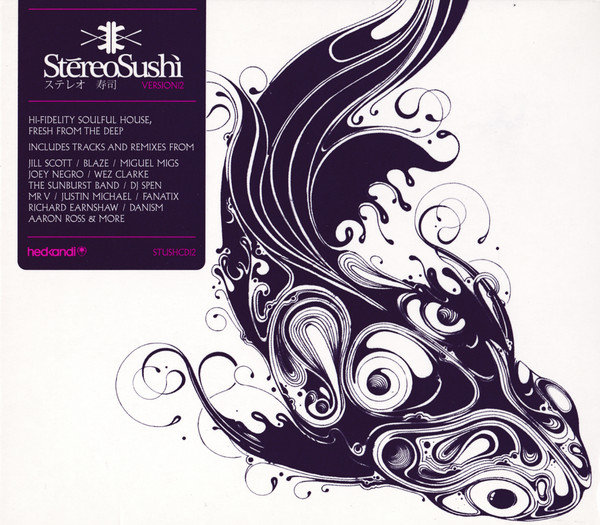 StēreoSushì
ステレオ 寿司 VERSION12
HI-FIDELITY SOULFUL HOUSE,
FRESH FROM THE DEEP
INCLUDES TRACKS AND REMIXES FROM
JILL SCOTT / BLAZE / MIGUEL MIGS
JOEY NEGRO / WEZ CLARKE
THE SUNBURST BAND / DJ SPEN
MR V / JUSTIN MICHAEL / FANATIX
RICHARD EARNSHAW / DANISM
AARON ROSS & MORE
hedkandi STUSHCD12